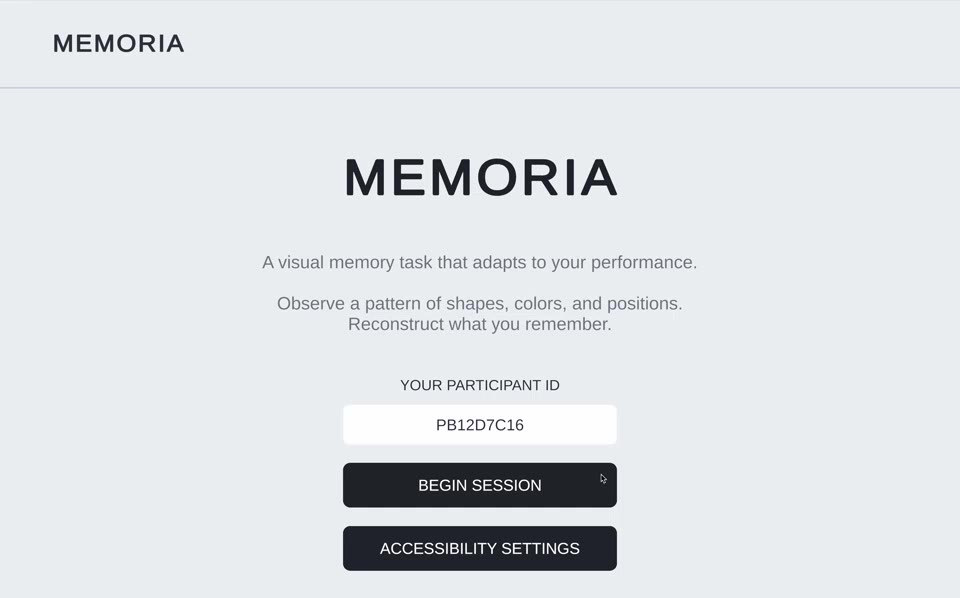 MEMORIA
MEMORIA
A visual memory task that adapts to your performance.
Observe a pattern of shapes, colors, and positions.
Reconstruct what you remember.
YOUR PARTICIPANT ID
PB12D7C16
BEGIN SESSION
ACCESSIBILITY SETTINGS